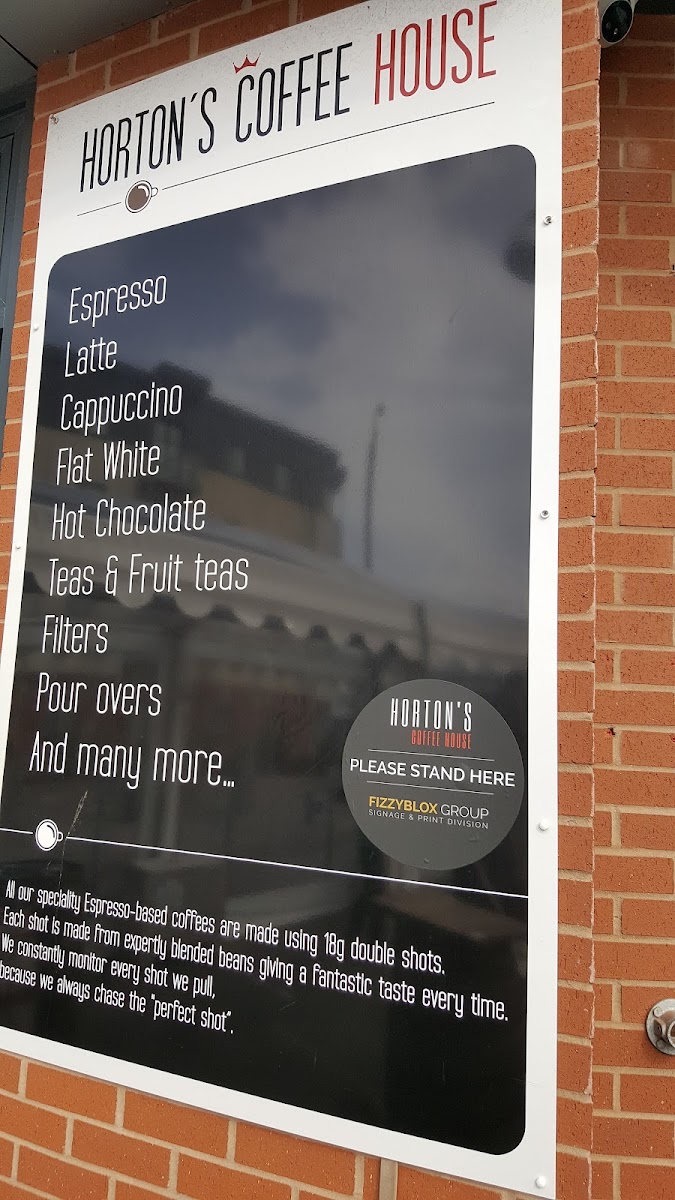 HORTON'S COFFEE HOUSE
Espresso
Latte
Cappuccino
Flat White
Hot Chocolate
Teas & Fruit teas
Filters
Pour overs
And many more...
HORTON'S
COFFEE HOUSE
PLEASE STAND HERE
FIZZYBLOX GROUP
SIGNAGE & PRINT DIVISION
All our speciality Espresso-based coffees are made using 18g double shots.
Each shot is made from expertly blended beans giving a fantastic taste every time.
We constantly monitor every shot we pull,
because we always chase the "perfect shot".